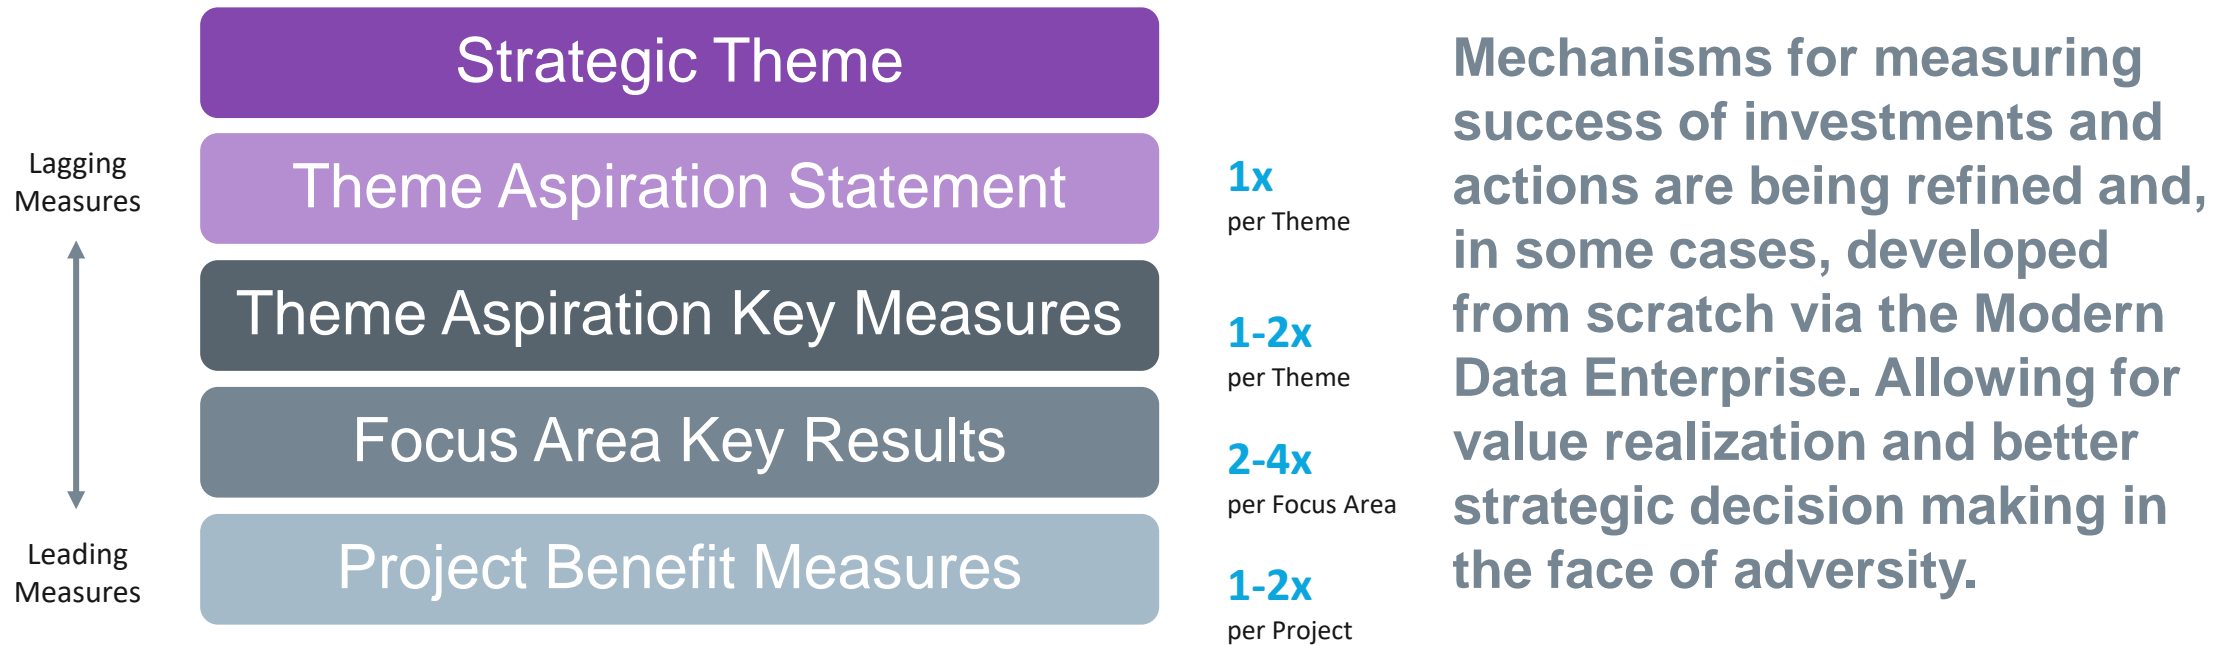 Strategic Theme
Lagging
Measures
Theme Aspiration Statement
1x
per Theme
Theme Aspiration Key Measures
1-2x
per Theme
Focus Area Key Results
2-4x
per Focus Area
Leading
Measures
Project Benefit Measures
1-2x
per Project
Mechanisms for measuring
success of investments and
actions are being refined and,
in some cases, developed
from scratch via the Modern
Data Enterprise. Allowing for
value realization and better
strategic decision making in
the face of adversity.